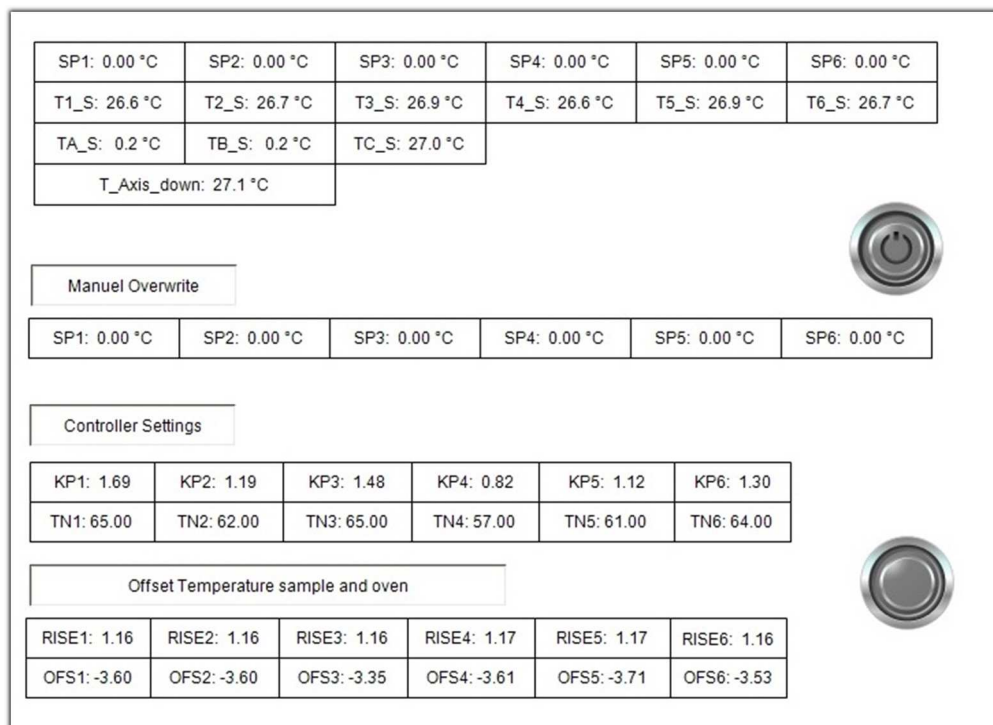 SP1: 0.00 °C SP2: 0.00 °C SP3: 0.00 °C SP4: 0.00 °C SP5: 0.00 °C SP6: 0.00 °C
T1_S: 26.6 °C T2_S: 26.7 °C T3_S: 26.9 °C T4_S: 26.6 °C T5_S: 26.9 °C T6_S: 26.7 °C
TA_S: 0.2 °C TB_S: 0.2 °C TC_S: 27.0 °C
T_Axis_down: 27.1 °C
Manuel Overwrite
SP1: 0.00 °C SP2: 0.00 °C SP3: 0.00 °C SP4: 0.00 °C SP5: 0.00 °C SP6: 0.00 °C
Controller Settings
KP1: 1.69 KP2: 1.19 KP3: 1.48 KP4: 0.82 KP5: 1.12 KP6: 1.30
TN1: 65.00 TN2: 62.00 TN3: 65.00 TN4: 57.00 TN5: 61.00 TN6: 64.00
Offset Temperature sample and oven
RISE1: 1.16 RISE2: 1.16 RISE3: 1.16 RISE4: 1.17 RISE5: 1.17 RISE6: 1.16
OFS1: -3.60 OFS2: -3.60 OFS3: -3.35 OFS4: -3.61 OFS5: -3.71 OFS6: -3.53